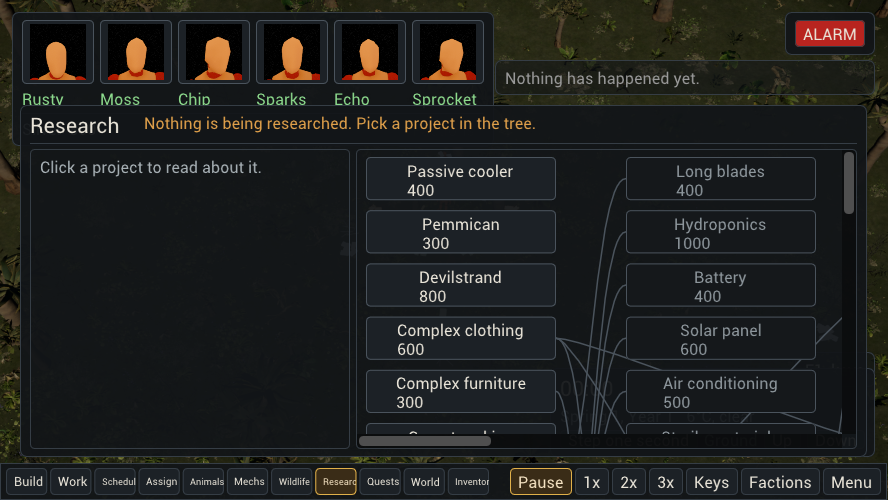 Rusty Moss Chip Sparks Echo Sprocket
ALARM
Nothing has happened yet.
Research Nothing is being researched. Pick a project in the tree.
Click a project to read about it.
Passive cooler
400
Long blades
400
Pemmican
300
Hydroponics
1000
Devilstrand
800
Battery
400
Complex clothing
600
Solar panel
600
Complex furniture
300
Air conditioning
500
Build Work Schedul Assign Animals Mechs Wildlife Researc Quests World Inventor Pause 1x 2x 3x Keys Factions Menu